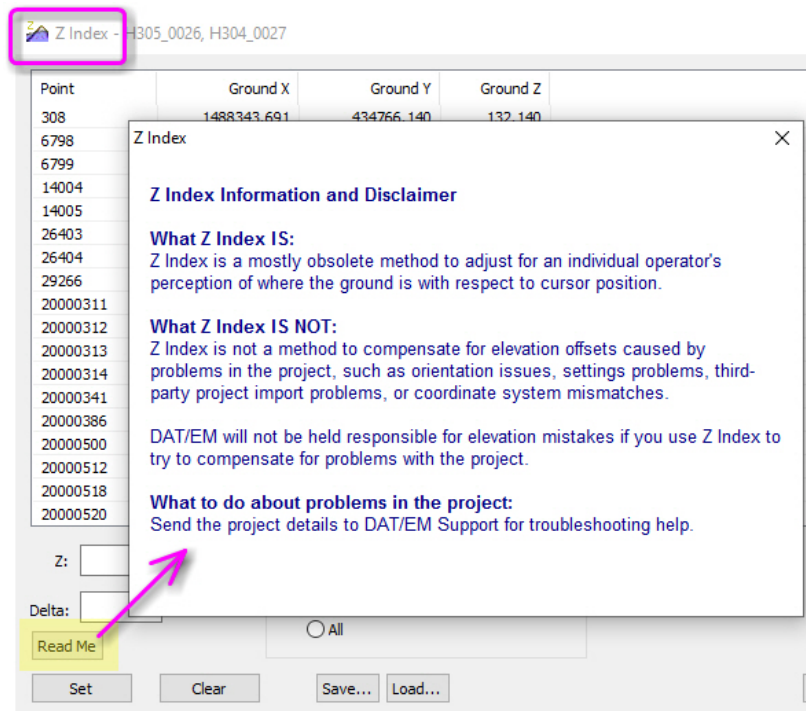 Z Index - H305_0026, H304_0027
Point Ground X Ground Y Ground Z
308 1488343.691 434766.140 132.140
6798
6799
14004
14005
26403
26404
29266
20000311
20000312
20000313
20000314
20000341
20000386
20000500
20000512
20000518
20000520
Z Index
Z Index Information and Disclaimer
What Z Index IS:
Z Index is a mostly obsolete method to adjust for an individual operator's
perception of where the ground is with respect to cursor position.
What Z Index IS NOT:
Z Index is not a method to compensate for elevation offsets caused by
problems in the project, such as orientation issues, settings problems, third-
party project import problems, or coordinate system mismatches.
DAT/EM will not be held responsible for elevation mistakes if you use Z Index to
try to compensate for problems with the project.
What to do about problems in the project:
Send the project details to DAT/EM Support for troubleshooting help.
Z:
Delta:
All
Read Me
Set Clear Save... Load...